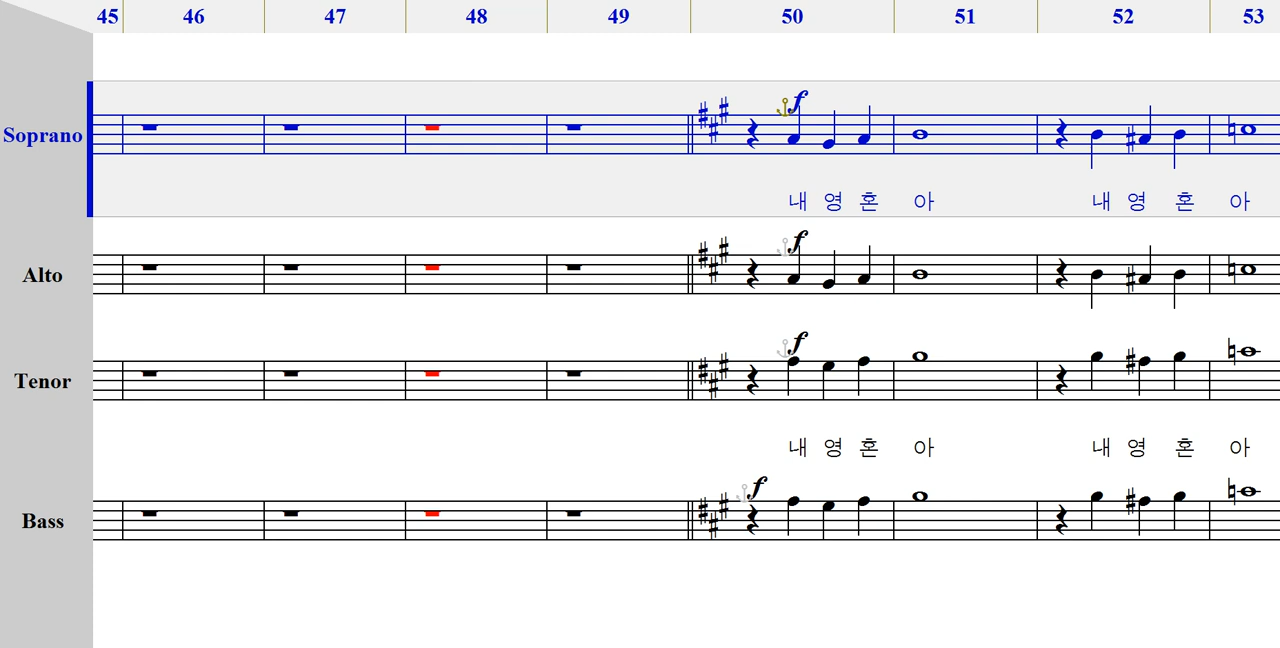 45 46 47 48 49 50 51 52 53
f
Soprano
내 영 혼 아 내 영 혼 아
f
Alto
f
Tenor
내 영 혼 아 내 영 혼 아
f
Bass